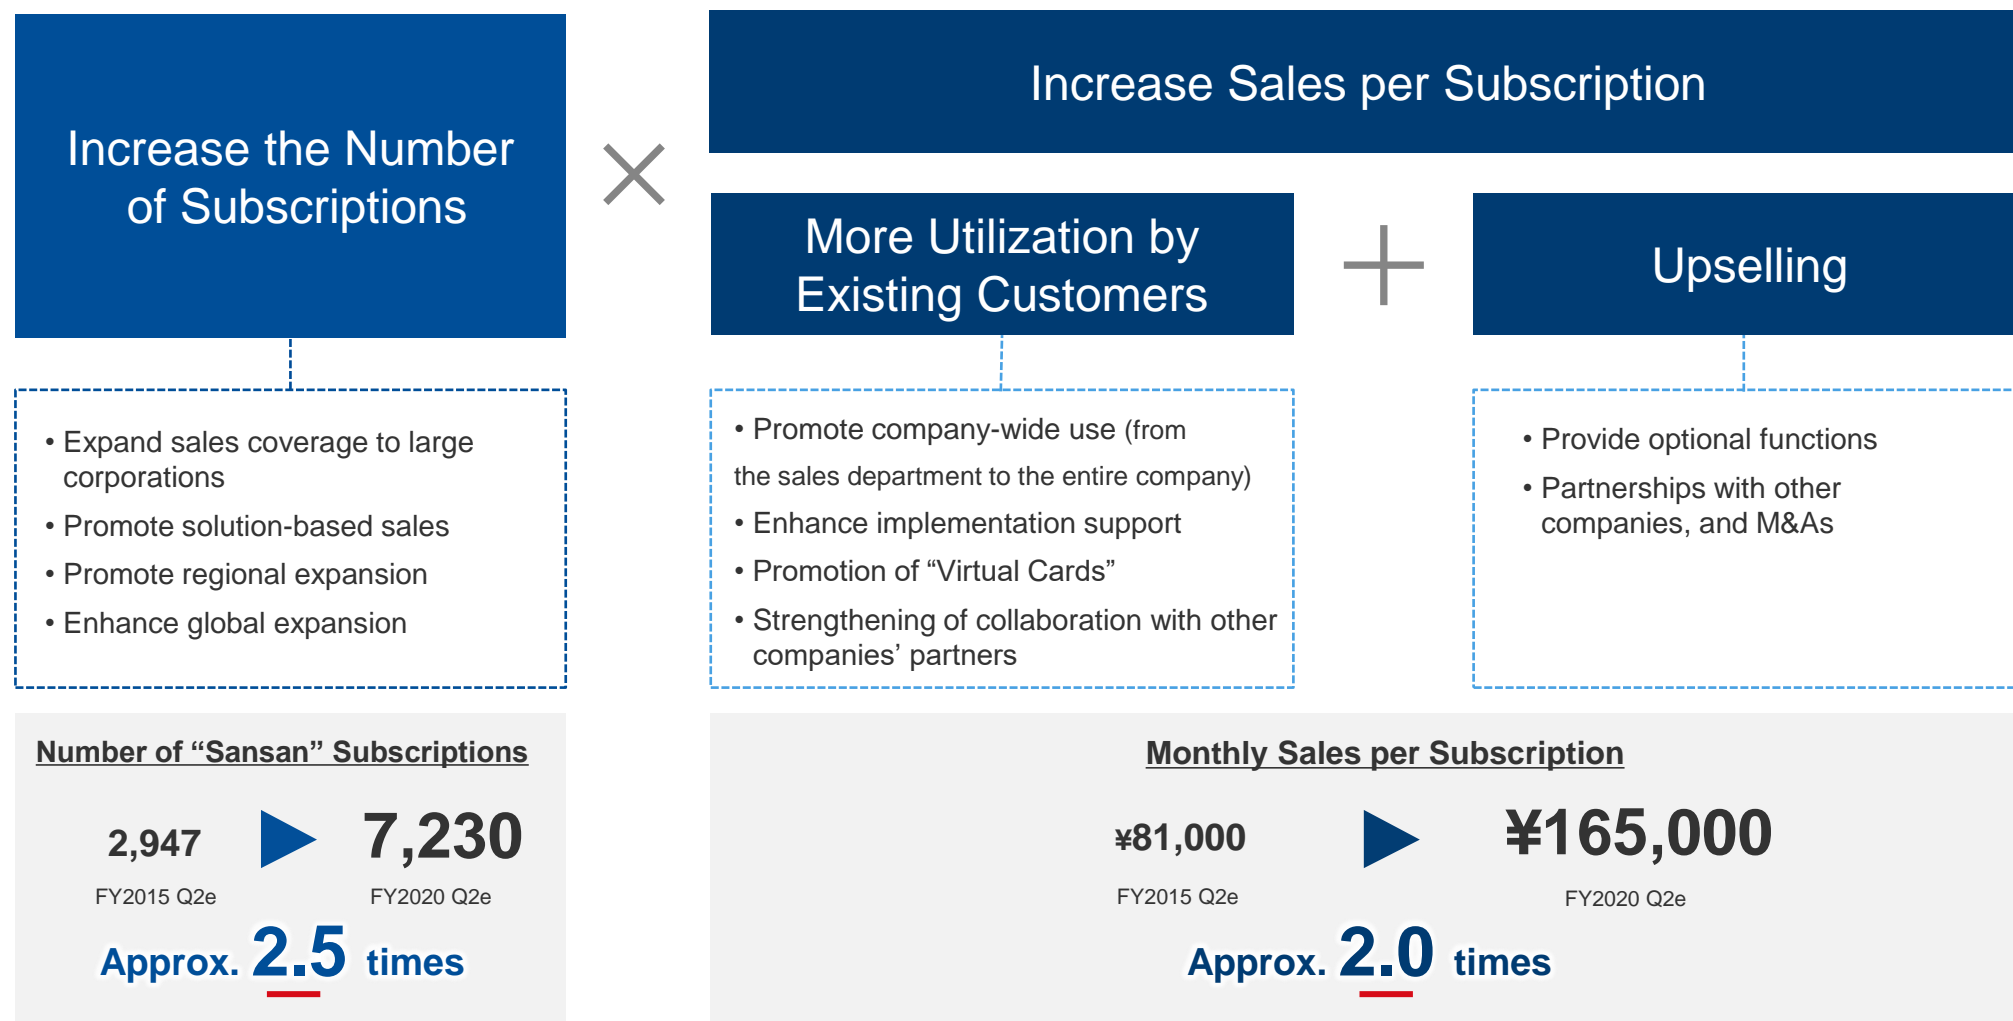 Increase the Number
of Subscriptions
×
Increase Sales per Subscription
More Utilization by
Existing Customers
+
Upselling
• Expand sales coverage to large
corporations
• Promote solution-based sales
• Promote regional expansion
• Enhance global expansion
• Promote company-wide use (from
the sales department to the entire company)
• Enhance implementation support
• Promotion of “Virtual Cards”
• Strengthening of collaboration with other
companies’ partners
• Provide optional functions
• Partnerships with other
companies, and M&As
Number of “Sansan” Subscriptions
2,947
7,230
FY2015 Q2e
FY2020 Q2e
Approx. 2.5 times
Monthly Sales per Subscription
¥81,000
¥165,000
FY2015 Q2e
FY2020 Q2e
Approx. 2.0 times